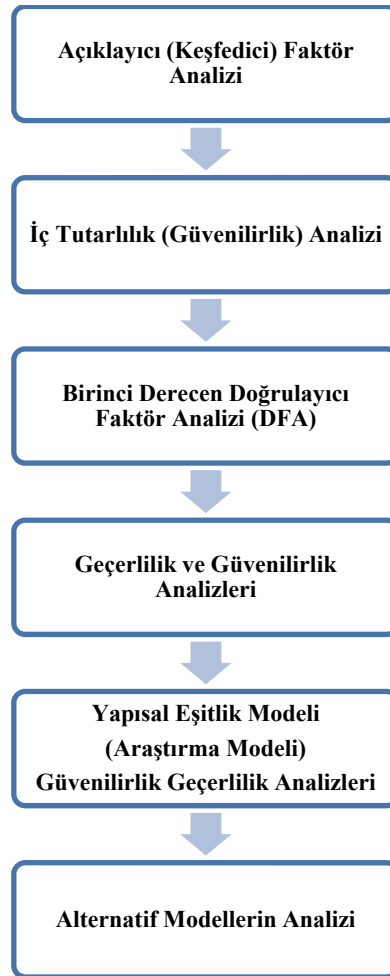 Açıklayıcı (Keşfedici) Faktör
Analizi
İç Tutarlılık (Güvenilirlik) Analizi
Birinci Derecen Doğrulayıcı
Faktör Analizi (DFA)
Geçerlilik ve Güvenilirlik
Analizleri
Yapısal Eşitlik Modeli
(Araştırma Modeli)
Güvenilirlik Geçerlilik Analizleri
Alternatif Modellerin Analizi